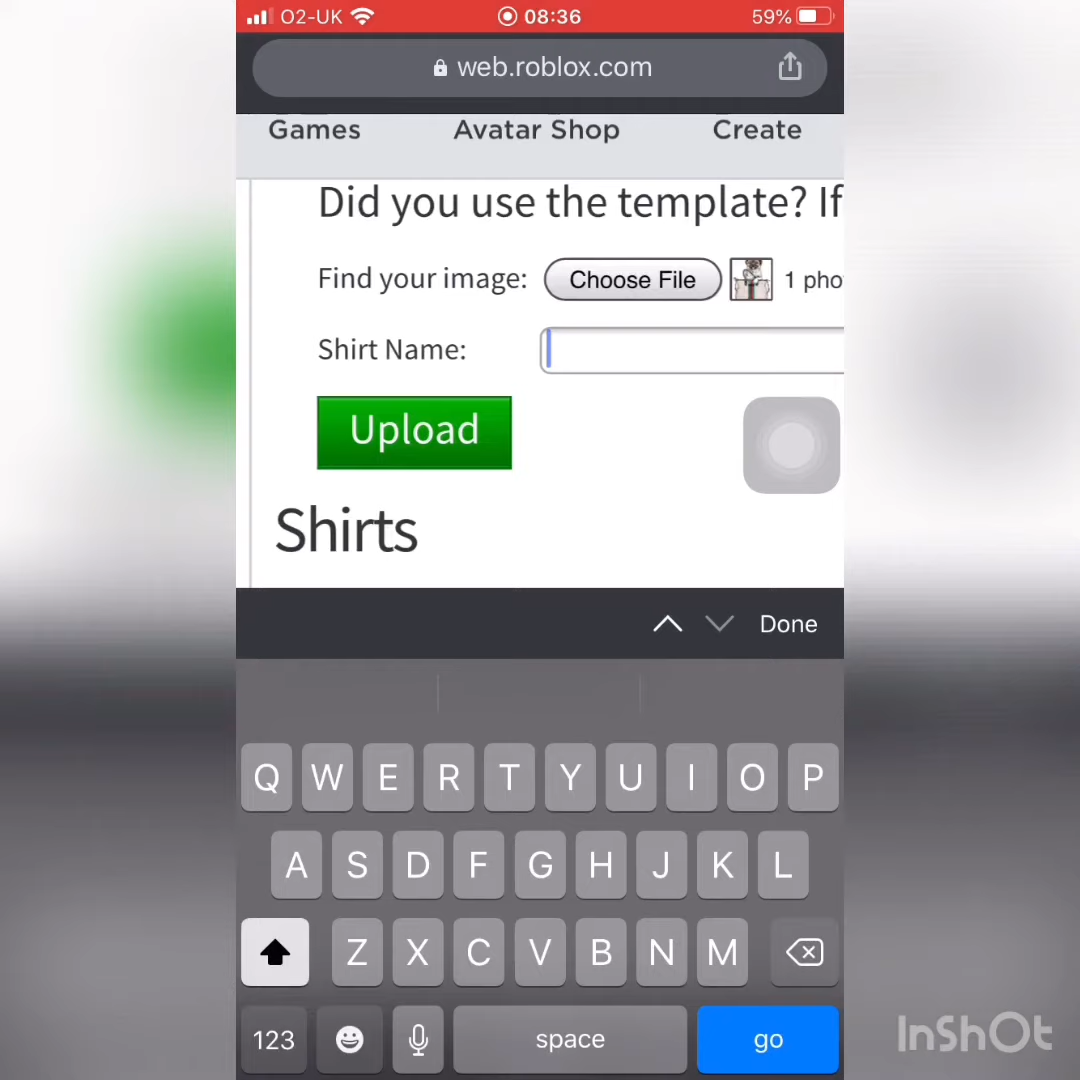 O2-UK 08:36 59%
web.roblox.com
Games Avatar Shop Create
Did you use the template? If
Find your image: Choose File 1 pho
Shirt Name:
Upload
Shirts
Done
Q W E R T Y U I O P
A S D F G H J K L
Z X C V B N M
123 space go
InShOt